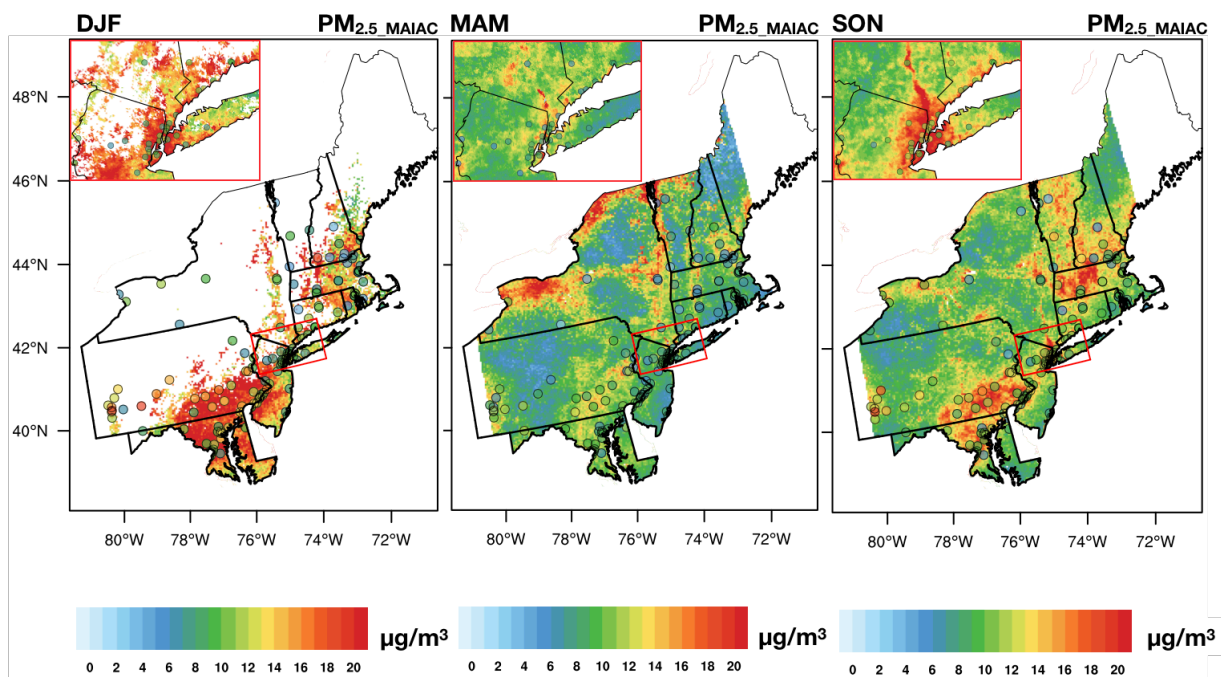 DJF PM2.5_MAIAC MAM PM2.5_MAIAC SON PM2.5_MAIAC
48°N
46°N
44°N
42°N
40°N
80°W 78°W 76°W 74°W 72°W 80°W 78°W 76°W 74°W 72°W 80°W 78°W 76°W 74°W 72°W
0 2 4 6 8 10 12 14 16 18 20 µg/m³ 0 2 4 6 8 10 12 14 16 18 20 µg/m³ 0 2 4 6 8 10 12 14 16 18 20 µg/m³